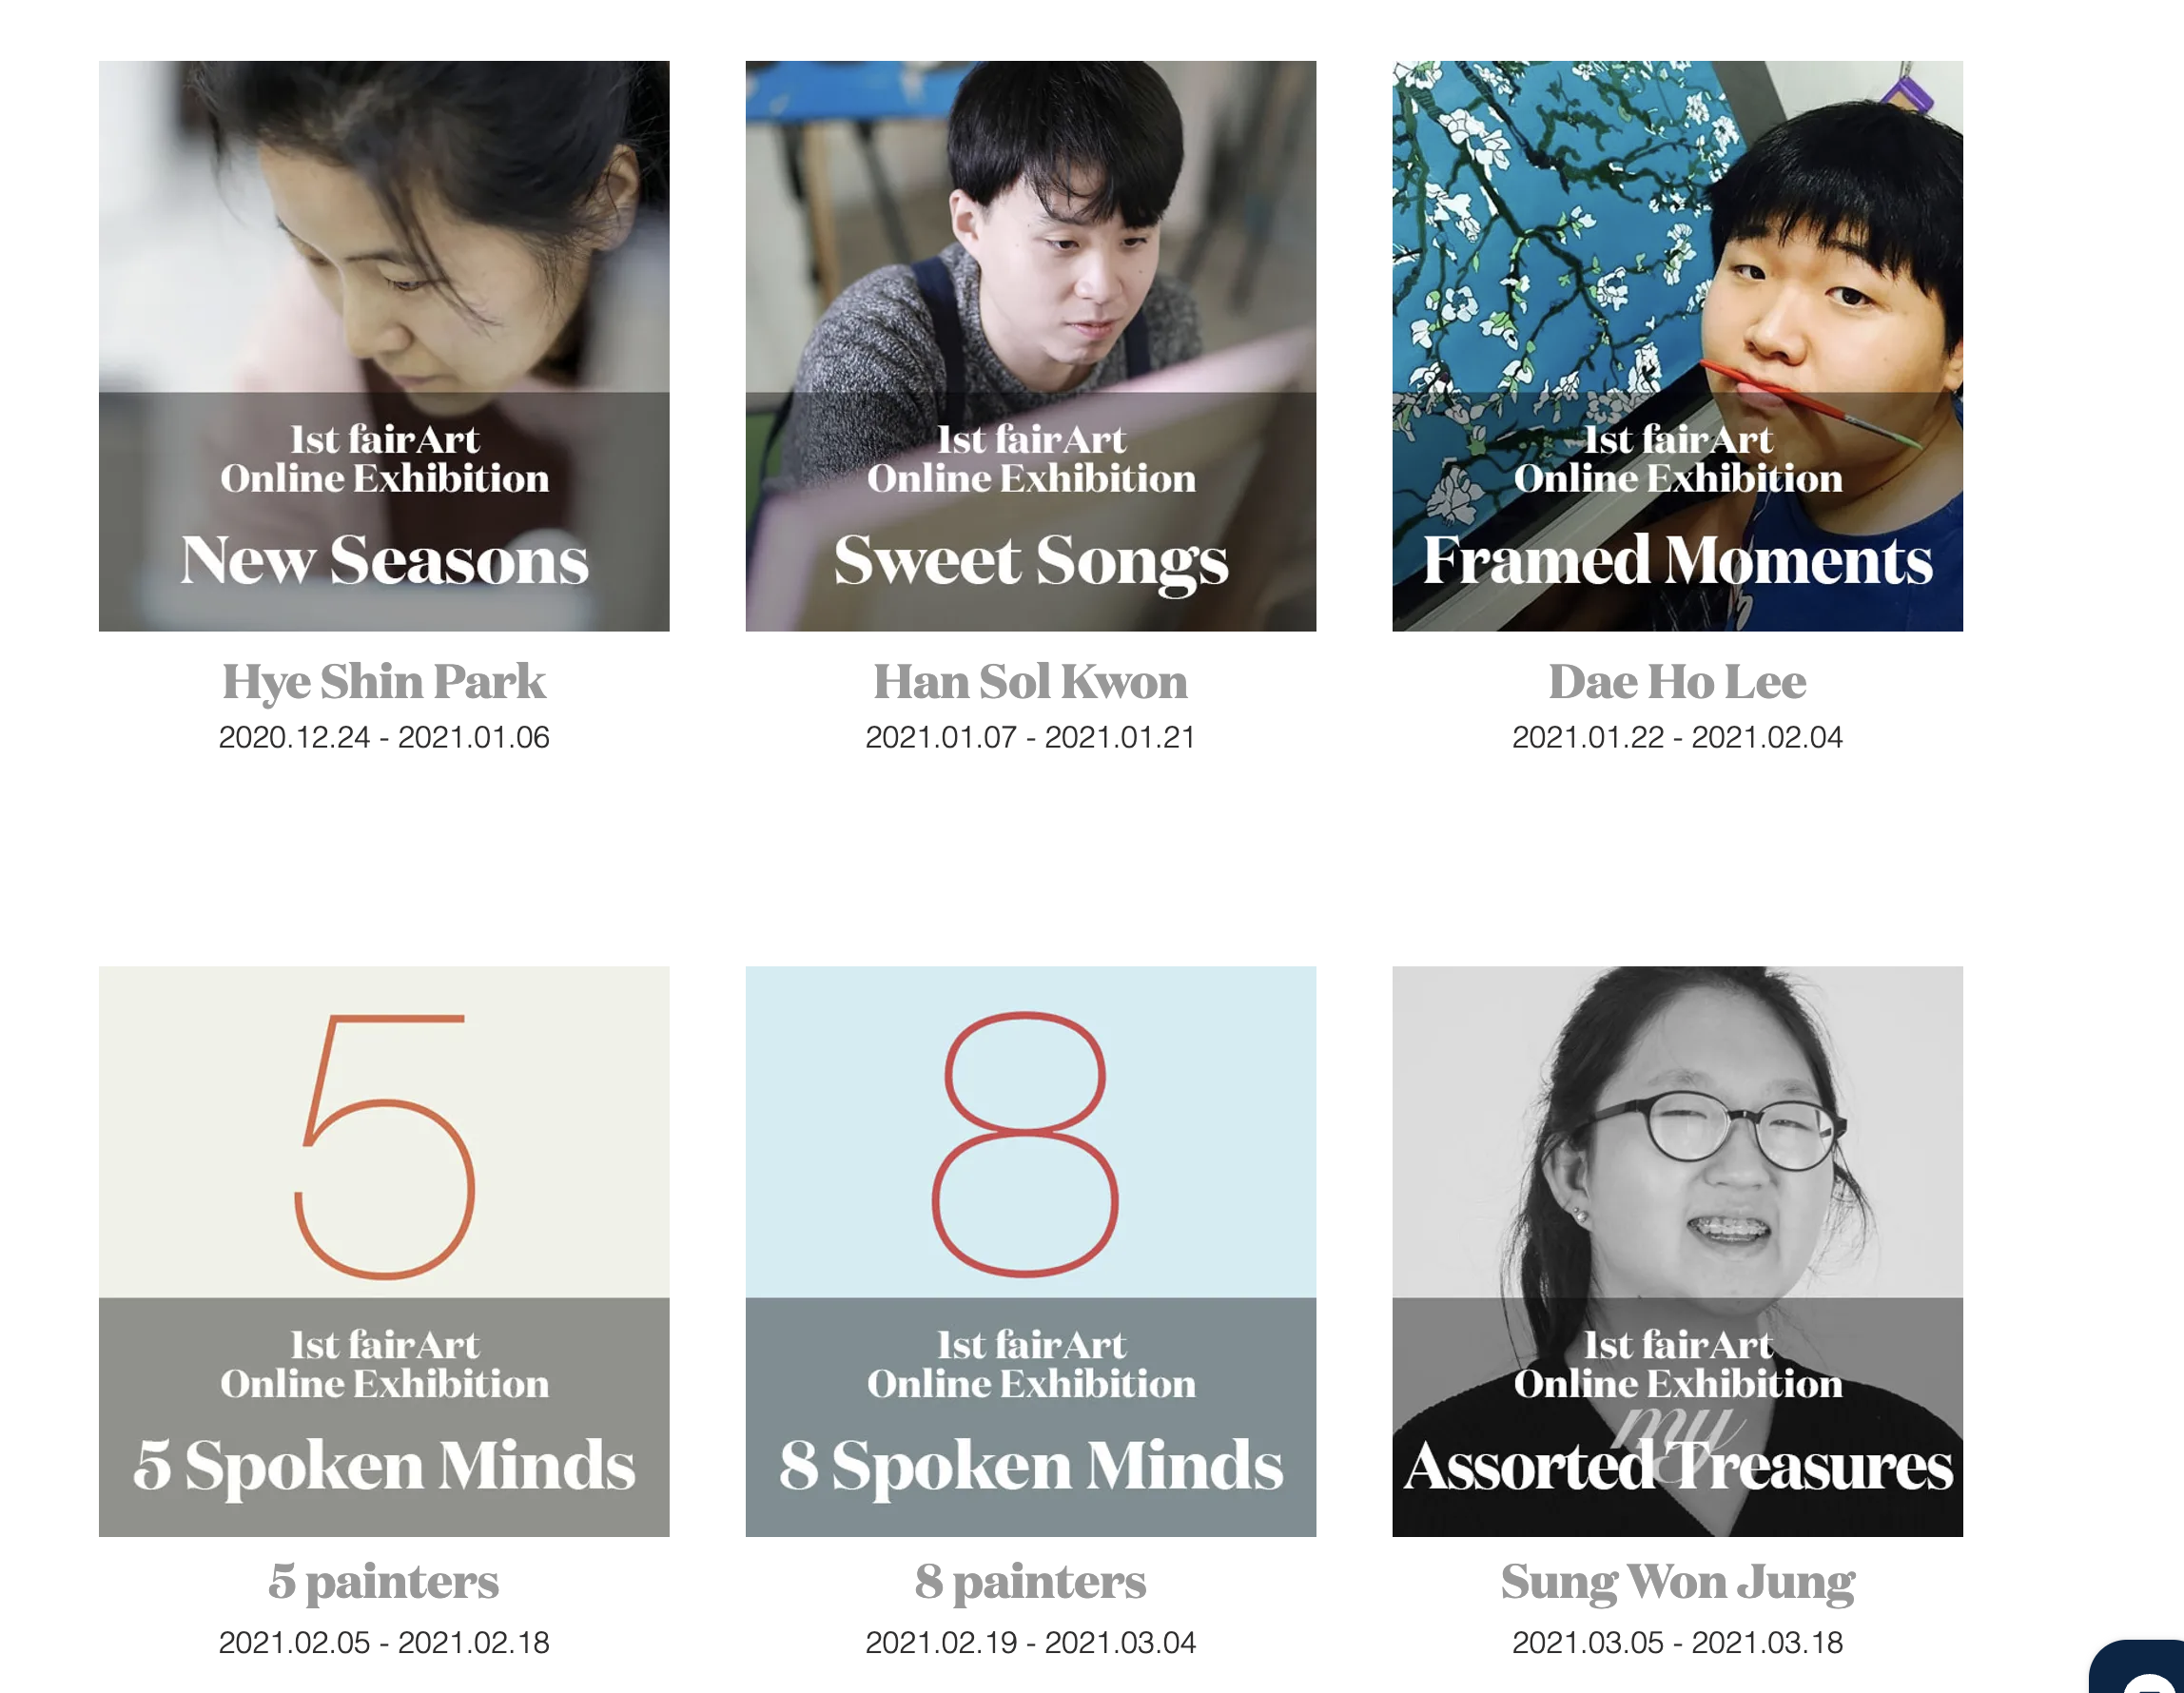 1st fairArt
Online Exhibition
New Seasons
Hye Shin Park
2020.12.24 - 2021.01.06
1st fairArt
Online Exhibition
Sweet Songs
Han Sol Kwon
2021.01.07 - 2021.01.21
1st fairArt
Online Exhibition
Framed Moments
Dae Ho Lee
2021.01.22 - 2021.02.04
5
1st fairArt
Online Exhibition
5 Spoken Minds
5 painters
2021.02.05 - 2021.02.18
8
1st fairArt
Online Exhibition
8 Spoken Minds
8 painters
2021.02.19 - 2021.03.04
1st fairArt
Online Exhibition
my
Assorted Treasures
Sung Won Jung
2021.03.05 - 2021.03.18